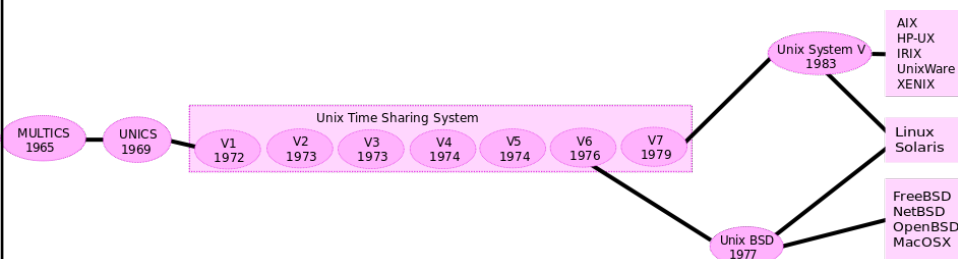 MULTICS
1965
UNICS
1969
Unix Time Sharing System
V1
1972
V2
1973
V3
1973
V4
1974
V5
1974
V6
1976
V7
1979
Unix System V
1983
AIX
HP-UX
IRIX
UnixWare
XENIX
Linux
Solaris
Unix BSD
1977
FreeBSD
NetBSD
OpenBSD
MacOSX